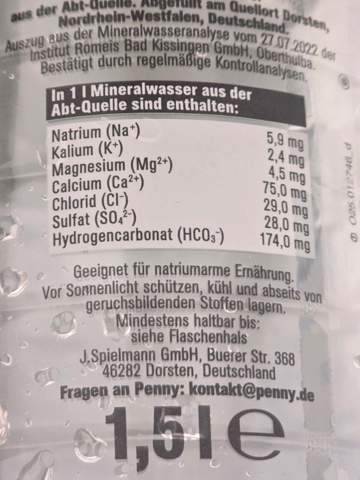 aus der Abt-Quelle. Abgefüllt am Quellort Dorsten,
Nordrhein-Westfalen, Deutschland.
Auszug aus der Mineralwasseranalyse vom 27.07.2022 der
Institut Romeis Bad Kissingen GmbH, Oberthulba.
Bestätigt durch regelmäßige Kontrollanalysen.
In 1 l Mineralwasser aus der
Abt-Quelle sind enthalten:
Natrium (Na⁺) 5,9 mg
Kalium (K⁺) 2,4 mg
Magnesium (Mg²⁺) 4,5 mg
Calcium (Ca²⁺) 75,0 mg
Chlorid (Cl⁻) 29,0 mg
Sulfat (SO₄²⁻) 28,0 mg
Hydrogencarbonat (HCO₃⁻) 174,0 mg
Geeignet für natriumarme Ernährung.
Vor Sonnenlicht schützen, kühl und abseits von
geruchsbildenden Stoffen lagern.
Mindestens haltbar bis:
siehe Flaschenhals
J.Spielmann GmbH, Buerer Str. 368
46282 Dorsten, Deutschland
Fragen an Penny: kontakt@penny.de
1,5 l e